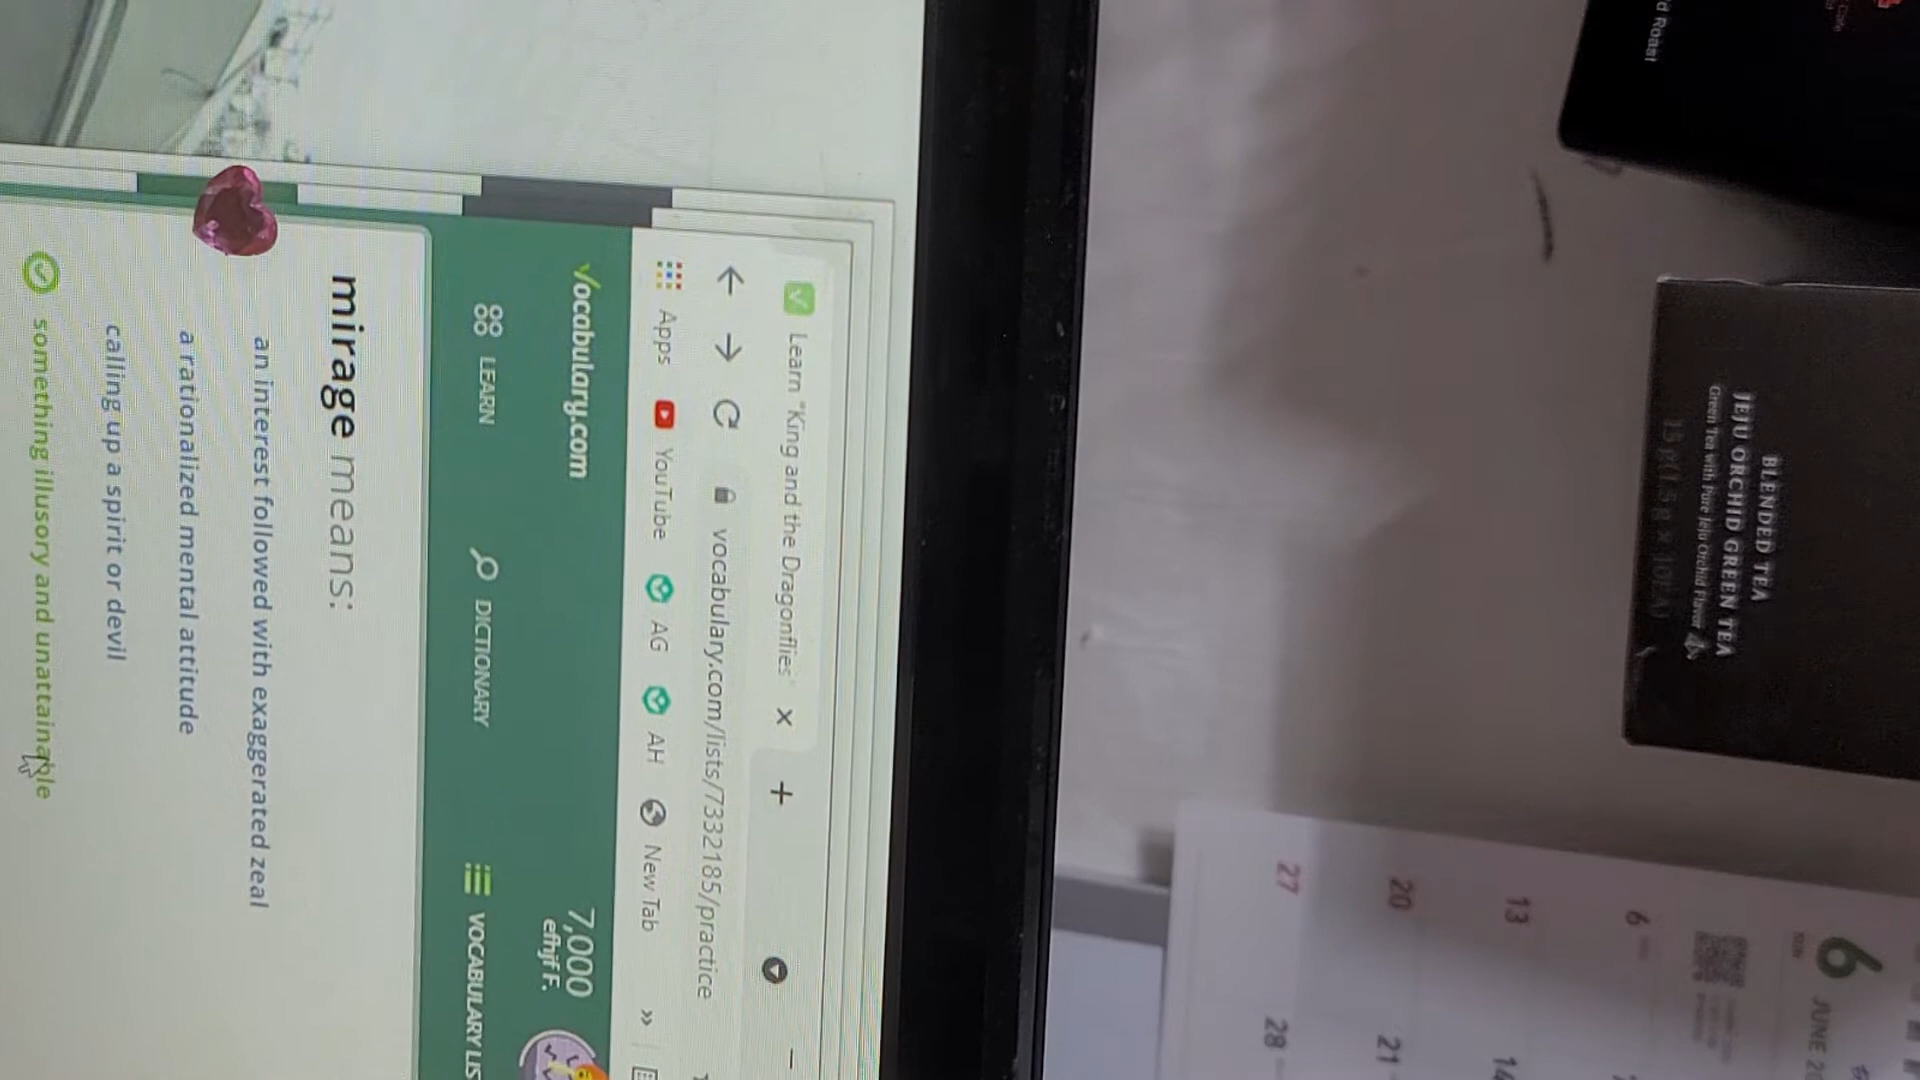 Learn "King and the Dragonflies"
vocabulary.com/lists/7332185/practice
Apps
YouTube
AG
AH
New Tab
»
Vocabulary.com
7,000
efhjf F.
LEARN
DICTIONARY
VOCABULARY LIS
mirage means:
an interest followed with exaggerated zeal
a rationalized mental attitude
calling up a spirit or devil
something illusory and unattainable
d Roast
BLENDED TEA
JEJU ORCHID GREEN TEA
Green Tea with Pure Jeju Orchid Flavor
6
JUNE
SUN
6
13
14
20
21
27
28